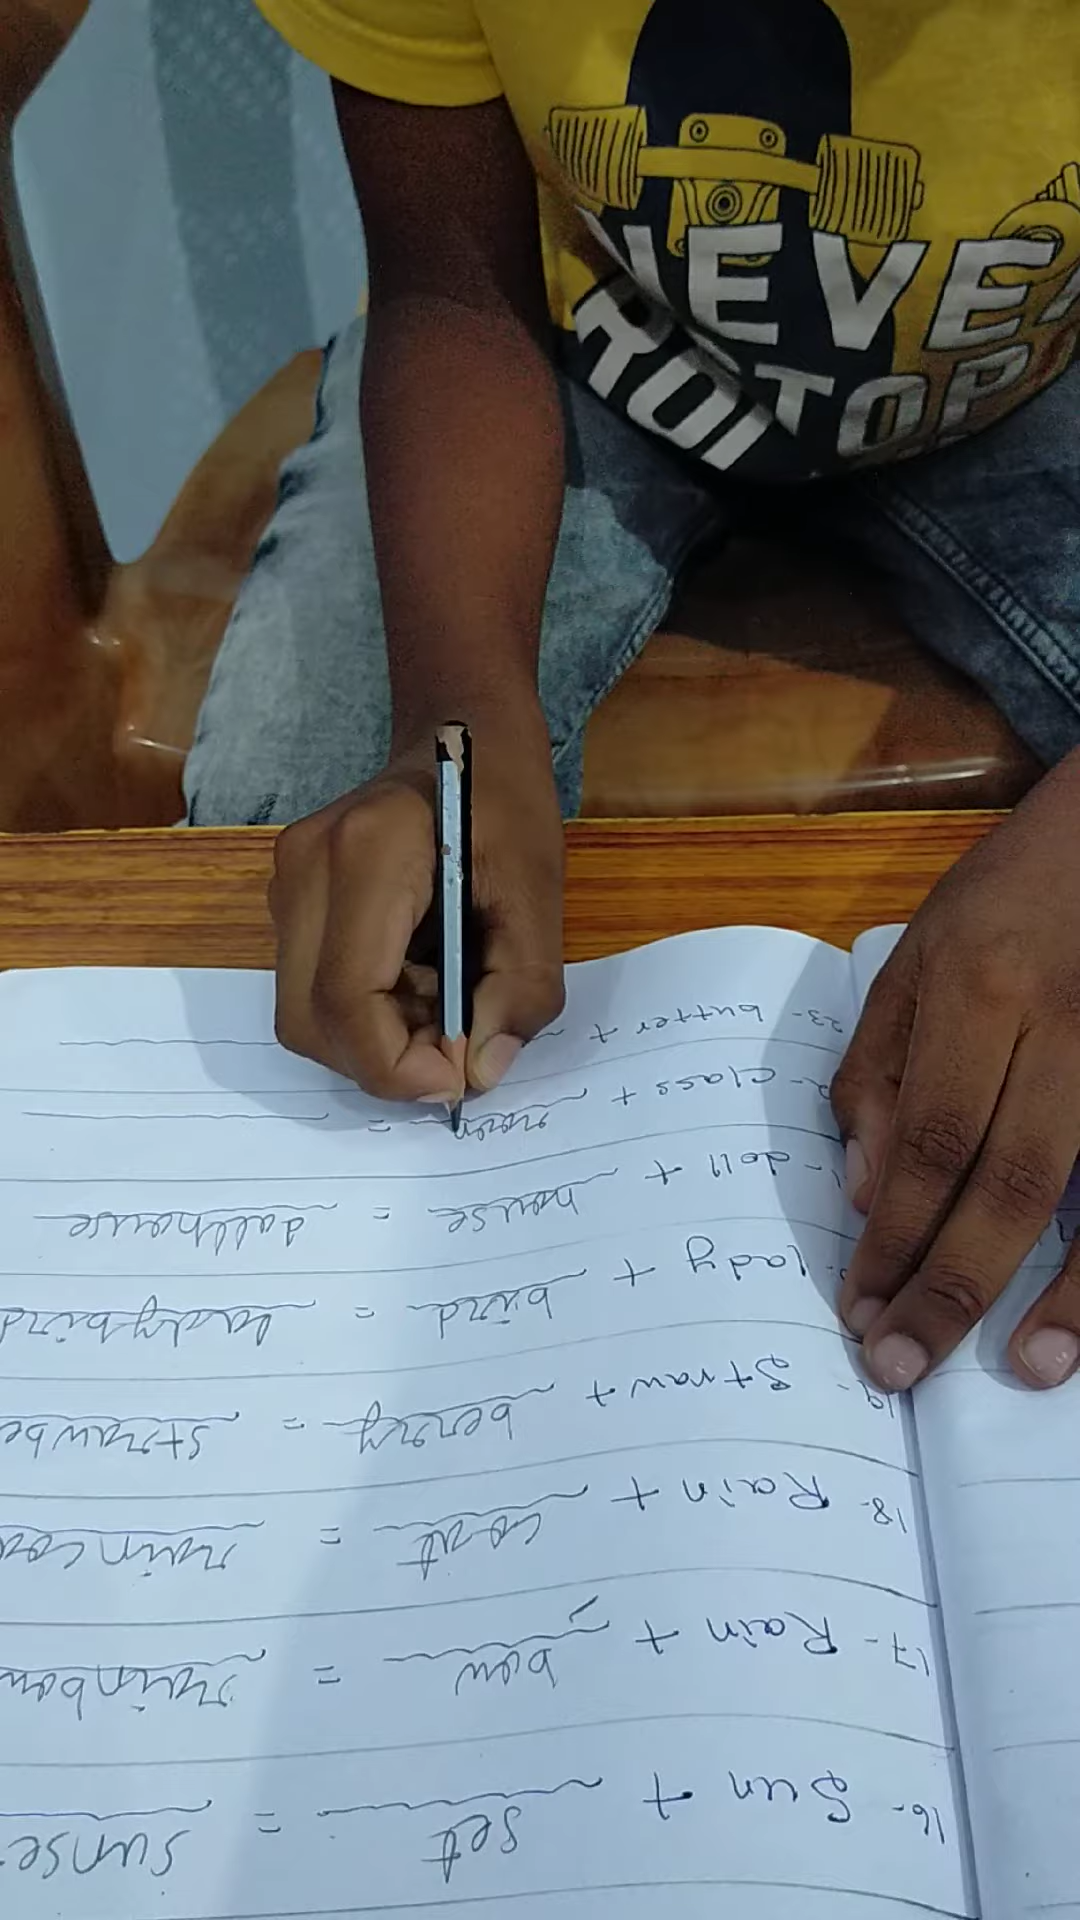 NEVE
STOP
16- Sun + set = sunse
17- Rain + bow = rainbow
18- Rain + coat = raincoa
19- Straw + berry = strawbe
lady + bird = ladybird
doll + house = dollhouse
class + room =
23- butter +